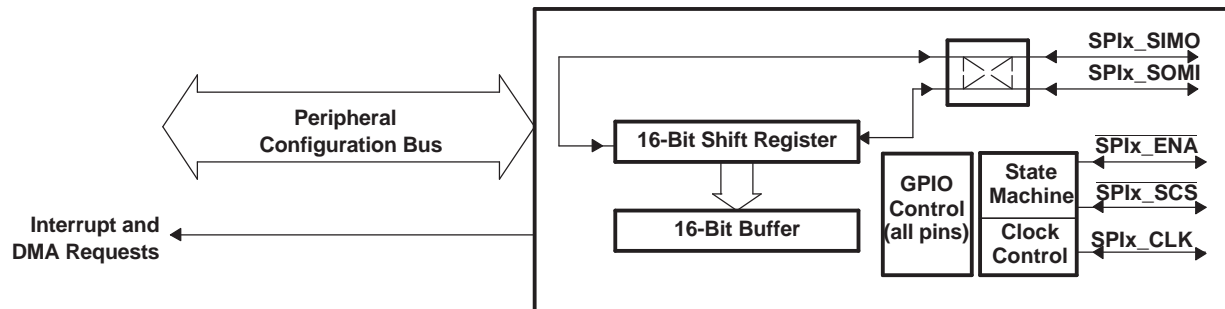 Peripheral
Configuration Bus
Interrupt and
DMA Requests
16-Bit Shift Register
16-Bit Buffer
GPIO
Control
(all pins)
State
Machine
Clock
Control
SPIx_SIMO
SPIx_SOMI
SPIx_ENA
SPIx_SCS
SPIx_CLK